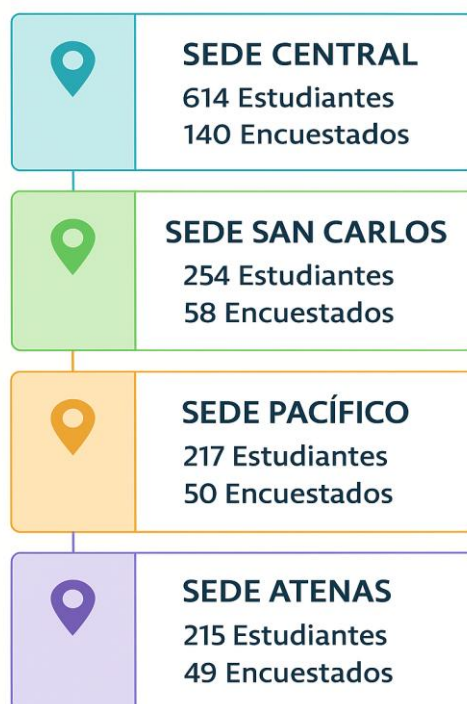 SEDE CENTRAL
614 Estudiantes
140 Encuestados
SEDE SAN CARLOS
254 Estudiantes
58 Encuestados
SEDE PACÍFICO
217 Estudiantes
50 Encuestados
SEDE ATENAS
215 Estudiantes
49 Encuestados